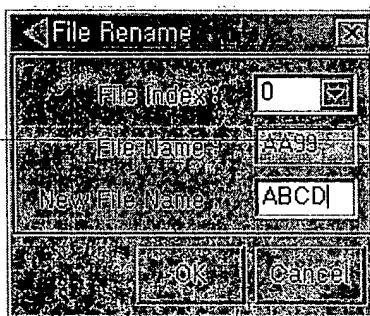 File Rename
File Index : 0
File Name : AA99
New File Name : ABCD
OK Cancel